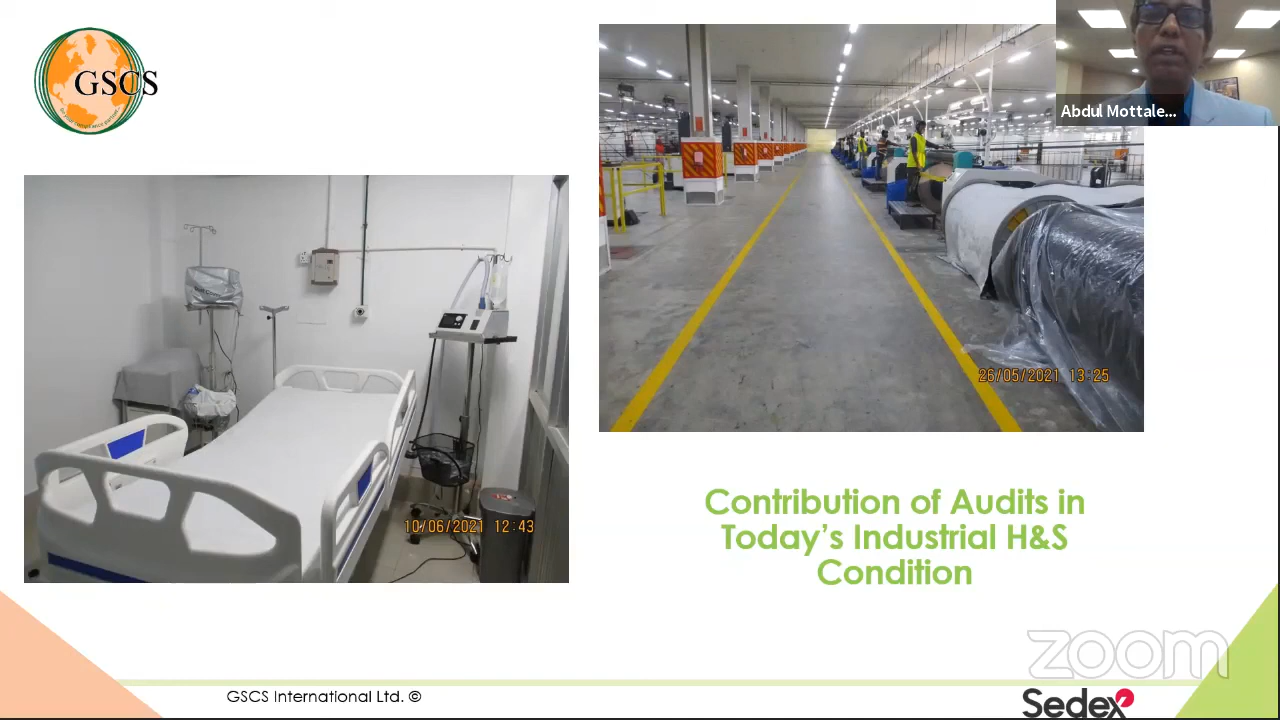 GSCS
Abdul Mottale...
26/05/2021 13:25
10/06/2021 12:43
Contribution of Audits in
Today’s Industrial H&S
Condition
zoom
GSCS International Ltd. ©
Sedex